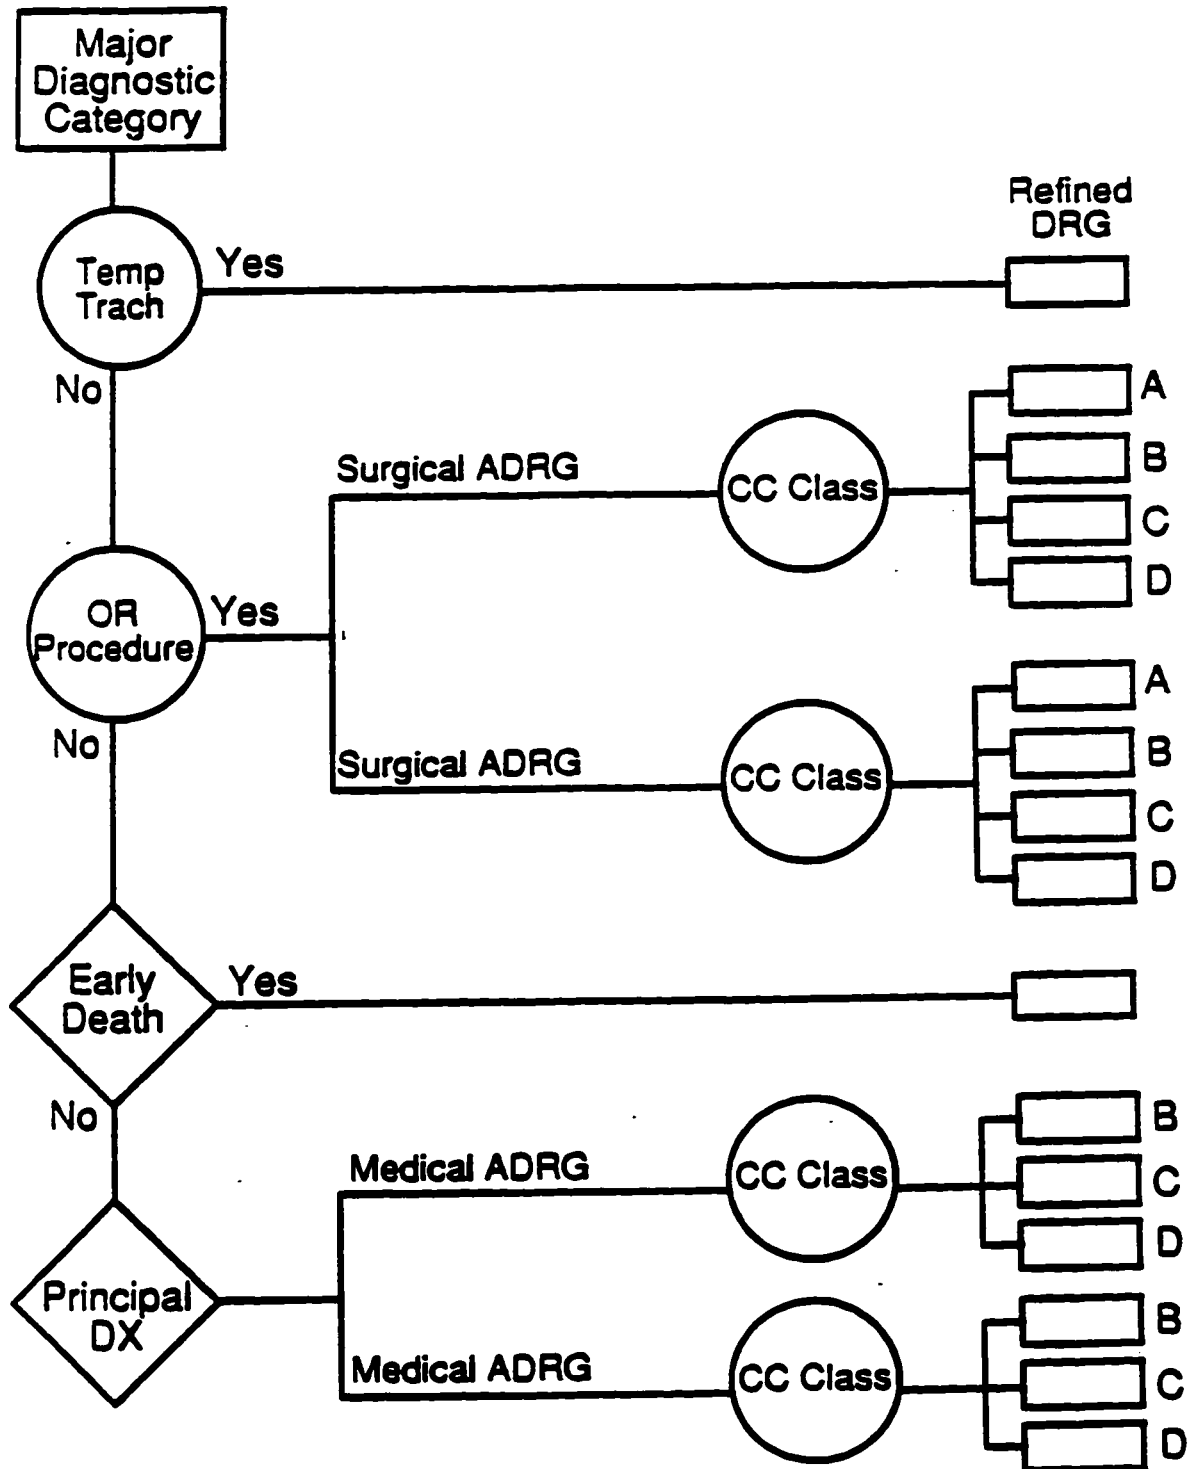 Major
Diagnostic
Category
Refined
DRG
Temp
Trach
Yes
No
A
B
C
D
Surgical ADRG
CC Class
OR
Procedure
Yes
No
Surgical ADRG
CC Class
A
B
C
D
Early
Death
Yes
No
Medical ADRG
CC Class
B
C
D
Principal
DX
Medical ADRG
CC Class
B
C
D